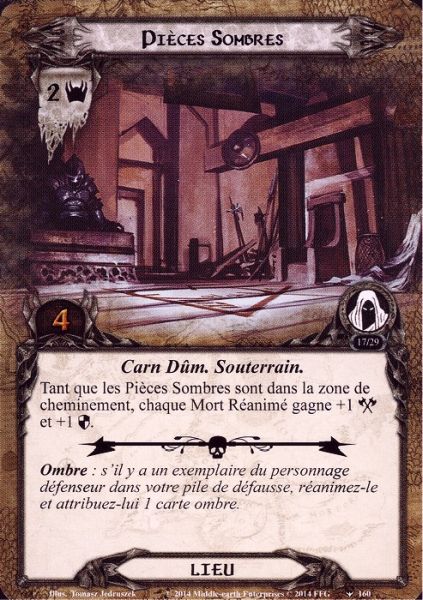 Pièces Sombres
2
4
17/29
Carn Dûm. Souterrain.
Tant que les Pièces Sombres sont dans la zone de
cheminement, chaque Mort Réanimé gagne +1
et +1 .
Ombre : s'il y a un exemplaire du personnage
défenseur dans votre pile de défausse, réanimez-le
et attribuez-lui 1 carte ombre.
LIEU
Illus. Tomasz Jedruszek © 2014 Middle-earth Enterprises © 2014 FFG 160